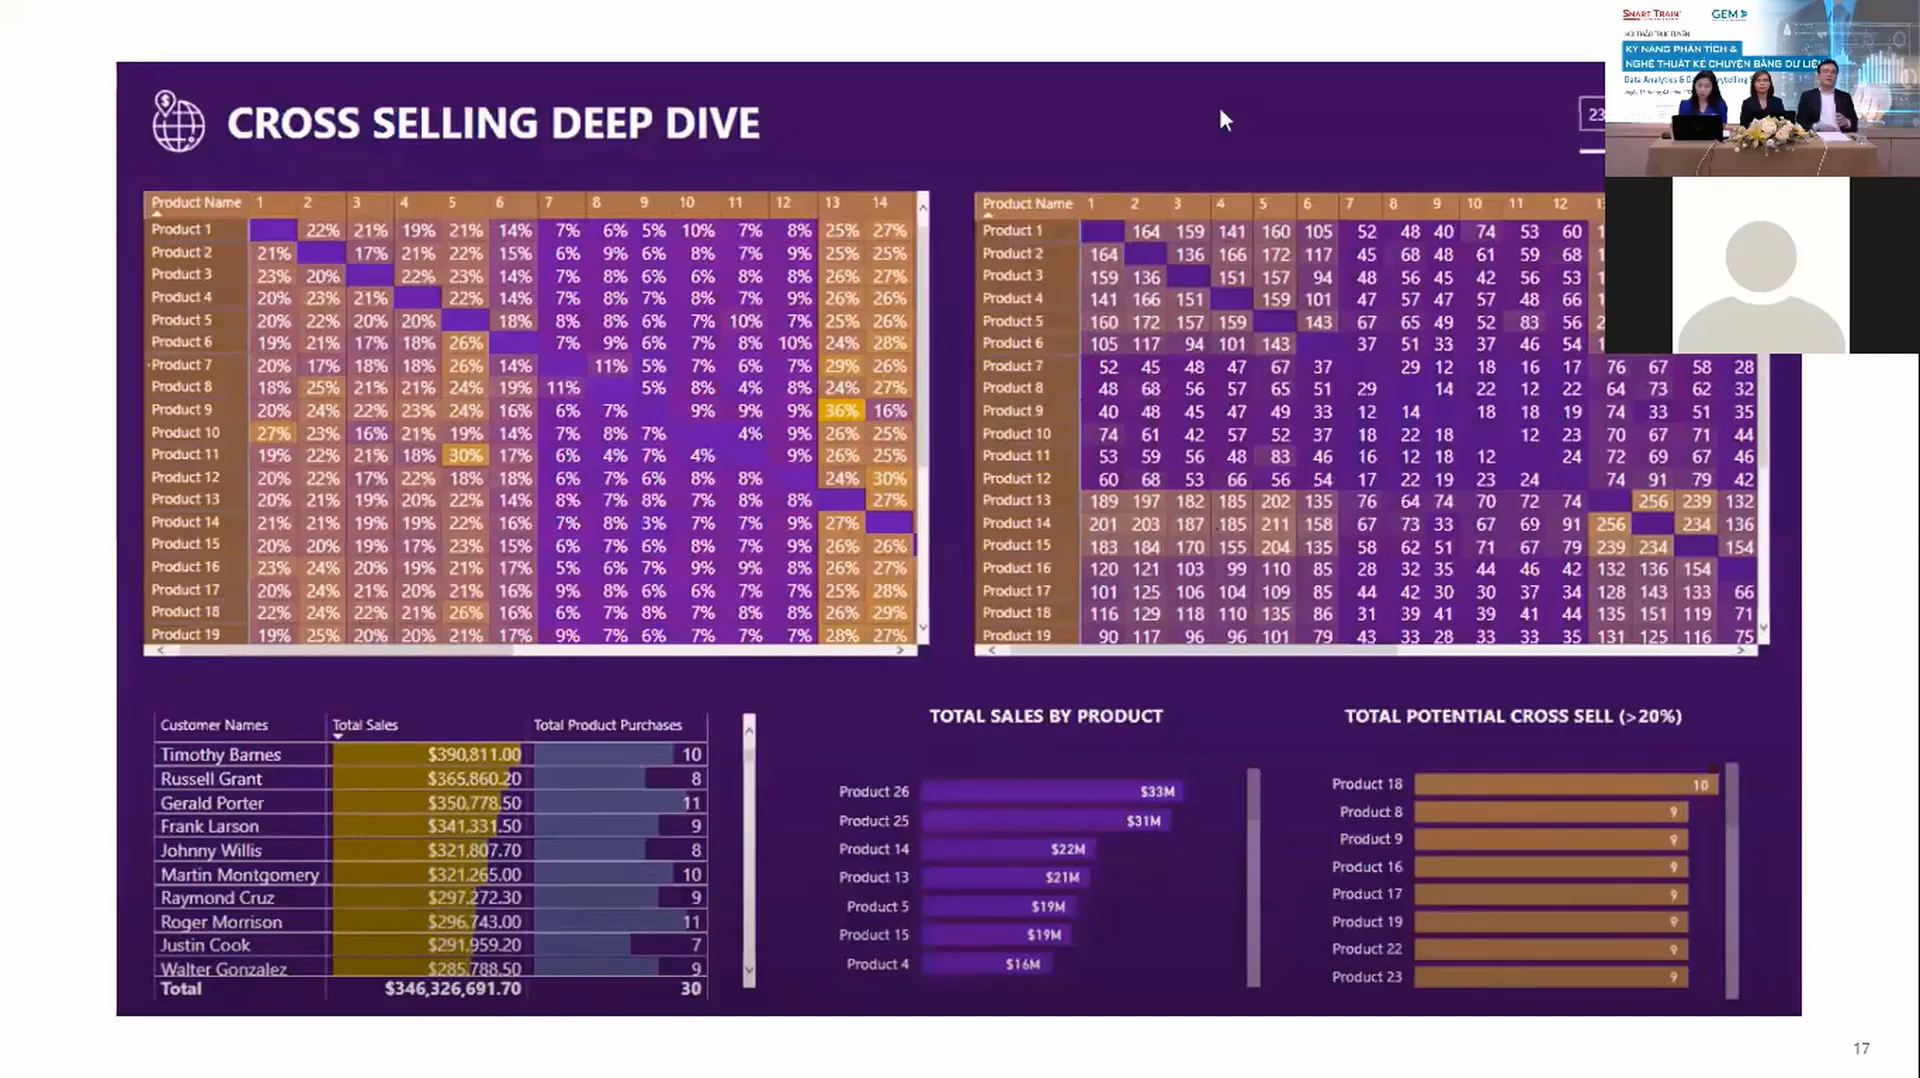 SMART TRAIN GEM
HỘI THẢO TRỰC TUYẾN
KỸ NĂNG PHÂN TÍCH &
NGHỆ THUẬT KỂ CHUYỆN BẰNG DỮ LIỆU
Data Analytics &
CROSS SELLING DEEP DIVE
23
Product Name 1 2 3 4 5 6 7 8 9 10 11 12 13 14
Product 1 22% 21% 19% 21% 14% 7% 6% 5% 10% 7% 8% 25% 27%
Product 2 21% 17% 21% 22% 15% 6% 9% 6% 8% 7% 9% 25% 25%
Product 3 23% 20% 22% 23% 14% 7% 8% 6% 6% 8% 8% 26% 27%
Product 4 20% 23% 21% 22% 14% 7% 8% 7% 8% 7% 9% 26% 26%
Product 5 20% 22% 20% 20% 18% 8% 8% 6% 7% 10% 7% 25% 26%
Product 6 19% 21% 17% 18% 26% 7% 9% 6% 7% 8% 10% 24% 28%
Product 7 20% 17% 18% 18% 26% 14% 11% 5% 7% 6% 7% 29% 26%
Product 8 18% 25% 21% 21% 24% 19% 11% 5% 8% 4% 8% 24% 27%
Product 9 20% 24% 22% 23% 24% 16% 6% 7% 9% 9% 9% 36% 16%
Product 10 27% 23% 16% 21% 19% 14% 7% 8% 7% 4% 9% 26% 25%
Product 11 19% 22% 21% 18% 30% 17% 6% 4% 7% 4% 9% 26% 25%
Product 12 20% 22% 17% 22% 18% 18% 6% 7% 6% 8% 8% 24% 30%
Product 13 20% 21% 19% 20% 22% 14% 8% 7% 8% 7% 8% 8% 27%
Product 14 21% 21% 19% 19% 22% 16% 7% 8% 3% 7% 7% 9% 27%
Product 15 20% 20% 19% 17% 23% 15% 6% 7% 6% 8% 7% 9% 26% 26%
Product 16 23% 24% 20% 19% 21% 17% 5% 6% 7% 9% 9% 8% 26% 27%
Product 17 20% 24% 21% 20% 21% 16% 9% 8% 6% 6% 7% 7% 25% 28%
Product 18 22% 24% 22% 21% 26% 16% 6% 7% 8% 7% 8% 8% 26% 29%
Product 19 19% 25% 20% 20% 21% 17% 9% 7% 6% 7% 7% 7% 28% 27%
Product Name 1 2 3 4 5 6 7 8 9 10 11 12
Product 1 164 159 141 160 105 52 48 40 74 53 60
Product 2 164 136 166 172 117 45 68 48 61 59 68
Product 3 159 136 151 157 94 48 56 45 42 56 53
Product 4 141 166 151 159 101 47 57 47 57 48 66
Product 5 160 172 157 159 143 67 65 49 52 83 56
Product 6 105 117 94 101 143 37 51 33 37 46 54
Product 7 52 45 48 47 67 37 29 12 18 16 17 76 67 58 28
Product 8 48 68 56 57 65 51 29 14 22 12 22 64 73 62 32
Product 9 40 48 45 47 49 33 12 14 18 18 19 74 33 51 35
Product 10 74 61 42 57 52 37 18 22 18 12 23 70 67 71 44
Product 11 53 59 56 48 83 46 16 12 18 12 24 72 69 67 46
Product 12 60 68 53 66 56 54 17 22 19 23 24 74 91 79 42
Product 13 189 197 182 185 202 135 76 64 74 70 72 74 256 239 132
Product 14 201 203 187 185 211 158 67 73 33 67 69 91 256 234 136
Product 15 183 184 170 155 204 135 58 62 51 71 67 79 239 234 154
Product 16 120 121 103 99 110 85 28 32 35 44 46 42 132 136 154
Product 17 101 125 106 104 109 85 44 42 30 30 37 34 128 143 133 66
Product 18 116 129 118 110 135 86 31 39 41 39 41 44 135 151 119 71
Product 19 90 117 96 96 101 79 43 33 28 33 33 35 131 125 116 75
Customer Names Total Sales Total Product Purchases
Timothy Barnes $390,811.00 10
Russell Grant $365,860.20 8
Gerald Porter $350,778.50 11
Frank Larson $341,331.50 9
Johnny Willis $321,807.70 8
Martin Montgomery $321,265.00 10
Raymond Cruz $297,272.30 9
Roger Morrison $296,743.00 11
Justin Cook $291,959.20 7
Walter Gonzalez $285,788.50 9
Total $346,326,691.70 30
TOTAL SALES BY PRODUCT
Product 26 $33M
Product 25 $31M
Product 14 $22M
Product 13 $21M
Product 5 $19M
Product 15 $19M
Product 4 $16M
TOTAL POTENTIAL CROSS SELL (>20%)
Product 18 10
Product 8 9
Product 9 9
Product 16 9
Product 17 9
Product 19 9
Product 22 9
Product 23 9
17